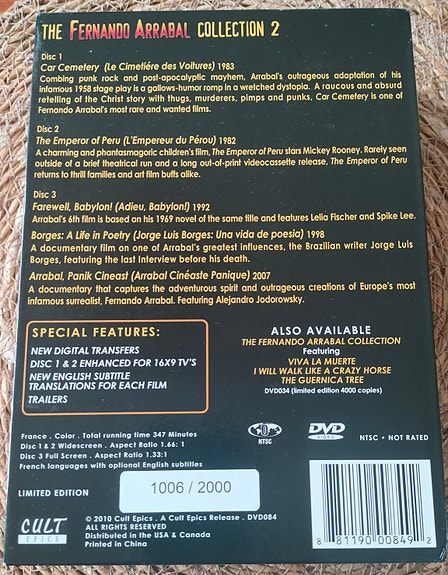 THE FERNANDO ARRABAL COLLECTION 2
Disc 1
Car Cemetery (Le Cimetiére des Voitures) 1983
Combing punk rock and post-apocalyptic mayhem, Arrabal's outrageous adaptation of his
infamous 1958 stage play is a gallows-humor romp in a wretched dystopia. A raucous and absurd
retelling of the Christ story with thugs, murderers, pimps and punks, Car Cemetery is one of
Fernando Arrabal's most rare and wanted films.
Disc 2
The Emperor of Peru (L'Empereur du Pérou) 1982
A charming and phantasmagoric children's film, The Emperor of Peru stars Mickey Rooney. Rarely seen
outside of a brief theatrical run and a long out-of-print videocassette release, The Emperor of Peru
returns to thrill families and art film buffs alike.
Disc 3
Farewell, Babylon! (Adieu, Babylon!) 1992
Arrabal's 6th film is based on his 1969 novel of the same title and features Lelia Fischer and Spike Lee.
Borges: A Life in Poetry (Jorge Luis Borges: Una vida de poesia) 1998
A documentary film on one of Arrabal's greatest influences, the Brazilian writer Jorge Luis
Borges, featuring the last Interview before his death.
Arrabal, Panik Cineast (Arrabal Cinéaste Panique) 2007
A documentary that captures the adventurous spirit and outrageous creations of Europe's most
infamous surrealist, Fernando Arrabal. Featuring Alejandro Jodorowsky.
SPECIAL FEATURES:
NEW DIGITAL TRANSFERS
DISC 1 & 2 ENHANCED FOR 16X9 TV'S
NEW ENGLISH SUBTITLE
TRANSLATIONS FOR EACH FILM
TRAILERS
ALSO AVAILABLE
THE FERNANDO ARRABAL COLLECTION
Featuring
VIVA LA MUERTE
I WILL WALK LIKE A CRAZY HORSE
THE GUERNICA TREE
DVD034 (limited edition 4000 copies)
France . Color . Total running time 347 Minutes
Disc 1 & 2 Widescreen . Aspect Ratio 1.66: 1
Disc 3 Full Screen . Aspect Ratio 1.33:1
French languages with optional English subtitles
0
NTSC
DVD
VIDEO
NTSC • NOT RATED
LIMITED EDITION
1006 / 2000
CULT
EPICS
© 2010 Cult Epics . A Cult Epics Release . DVD084
ALL RIGHTS RESERVED
Distributed in the USA & Canada
Printed in China
8 81190 00849 2